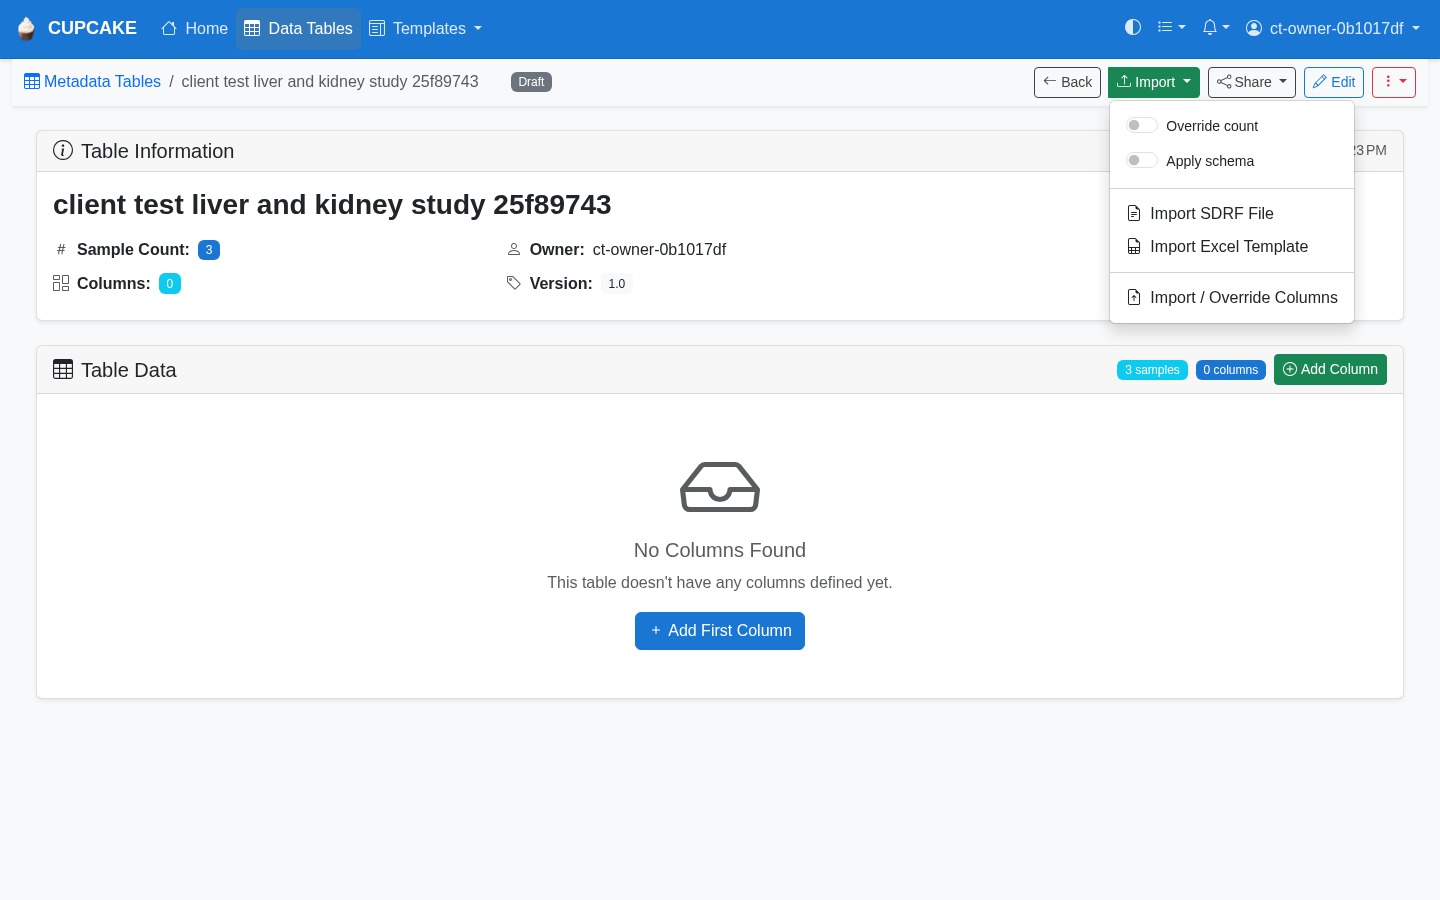 CUPCAKE Home Data Tables Templates ct-owner-0b1017df
Metadata Tables / client test liver and kidney study 25f89743 Draft Back Import Share Edit
Override count
Apply schema
Import SDRF File
Import Excel Template
Import / Override Columns
Table Information 23 PM
client test liver and kidney study 25f89743
# Sample Count: 3 Owner: ct-owner-0b1017df
Columns: 0 Version: 1.0
Table Data 3 samples 0 columns Add Column
No Columns Found
This table doesn't have any columns defined yet.
+ Add First Column